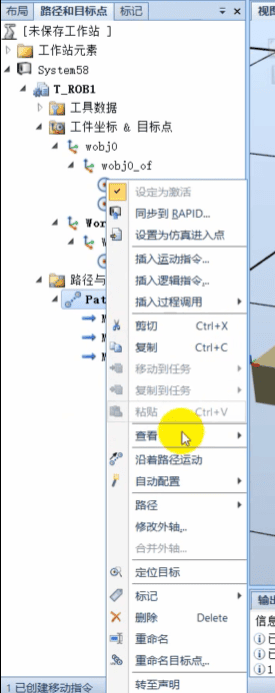 布局 路径和目标点 标记
视图
[未保存工作站 ]
工作站元素
System58
T_ROB1
工具数据
工件坐标 & 目标点
wobj0
wobj0_of
Wor
W
路径与
Pat
M
M
M
设定为激活
同步到 RAPID...
设置为仿真进入点
插入运动指令...
插入逻辑指令...
插入过程调用
剪切 Ctrl+X
复制 Ctrl+C
移动到任务
复制到任务
粘贴 Ctrl+V
查看
沿着路径运动
自动配置
路径
修改外轴...
合并外轴...
定位目标
标记
删除 Delete
重命名
重命名目标点...
转至声明
输出
信息
已
已
1 已创建移动指令